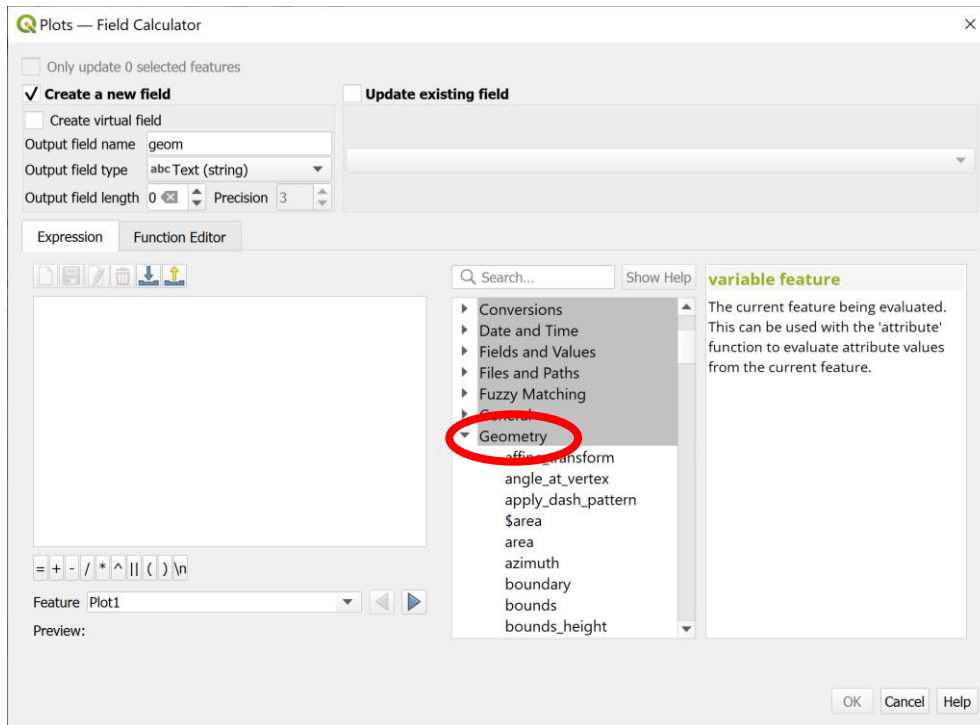 Plots — Field Calculator
Only update 0 selected features
Create a new field
Update existing field
Create virtual field
Output field name geom
Output field type abc Text (string)
Output field length 0 Precision 3
Expression Function Editor
Search... Show Help
variable feature
The current feature being evaluated.
This can be used with the 'attribute'
function to evaluate attribute values
from the current feature.
Conversions
Date and Time
Fields and Values
Files and Paths
Fuzzy Matching
General
Geometry
affine_transform
angle_at_vertex
apply_dash_pattern
$area
area
azimuth
boundary
bounds
bounds_height
= + - / * ^ || ( ) \n
Feature Plot1
Preview:
OK Cancel Help